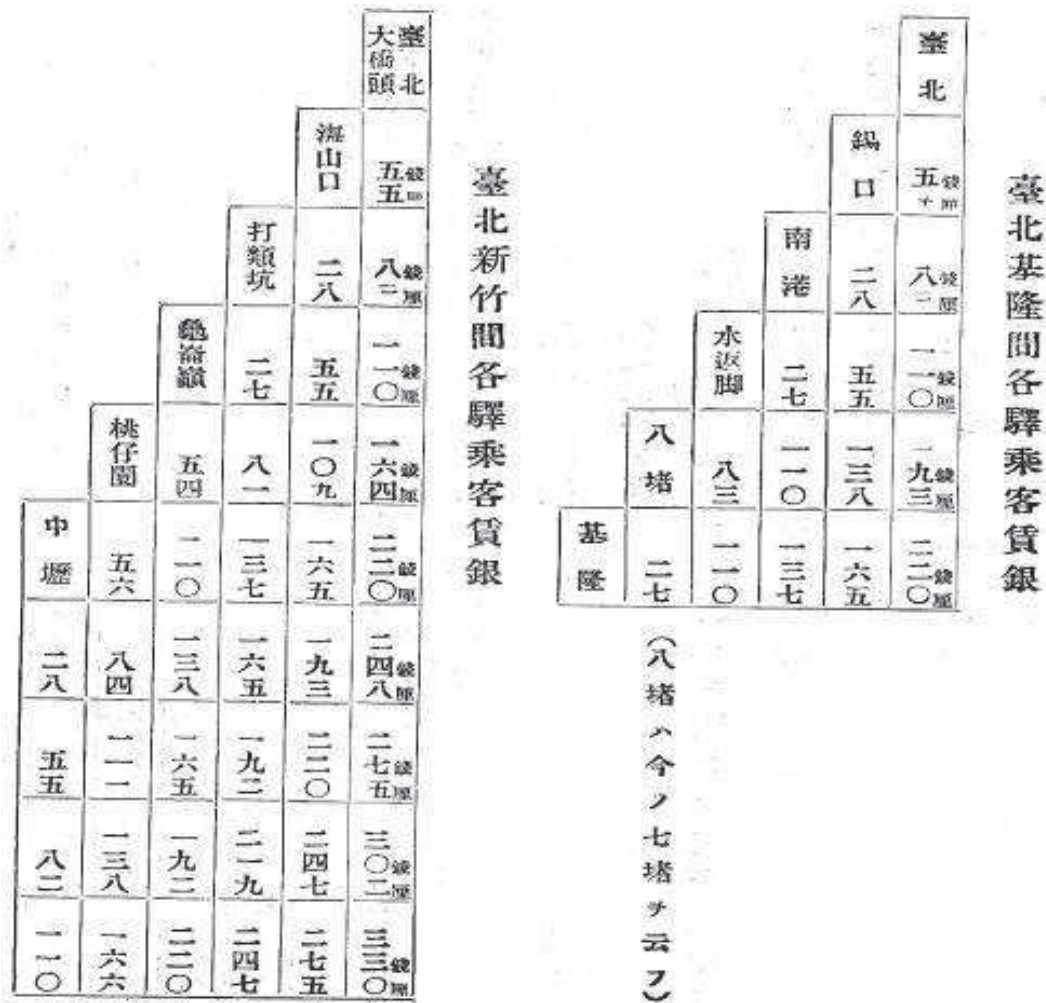 臺北基隆間各驛乘客賃銀
臺北 五錢 八錢二厘 一一錢〇厘 一九錢三厘 二二錢〇厘
錫口 二八 五五 一三八 一六五
南港 二七 一一〇 一三七
水返脚 八三 一一〇
八堵 二七
基隆
(八堵ハ今ノ七堵ヲ云フ)
臺北新竹間各驛乘客賃銀
臺北
大橋頭 五錢五厘 八錢二厘 一一錢〇厘 一六錢四厘 二二錢〇厘 二四錢八厘 二七錢五厘 三〇錢二厘 三三錢〇厘
海山口 二八 五五 一〇九 一六五 一九三 二二〇 二四七 二七五
打類坑 二七 八一 一三七 一六五 一九二 二一九 二四七
龜崙嶺 五四 一一〇 一三八 一六五 一九二 二二〇
桃仔園 五六 八四 一一一 一三八 一六六
中壢 二八 五五 八二 一一〇